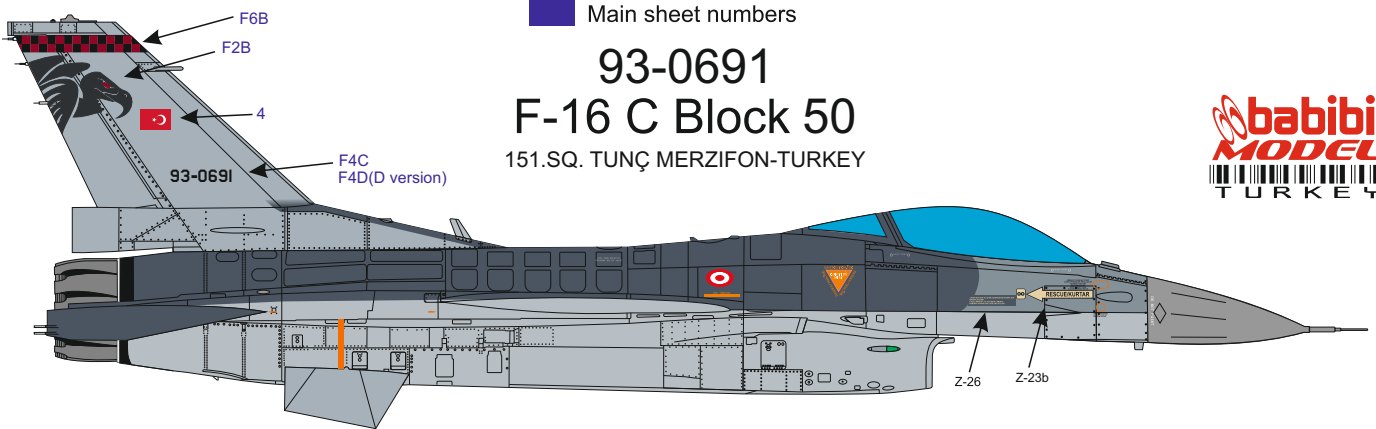 Main sheet numbers
93-0691
F-16 C Block 50
151.SQ. TUNÇ MERZIFON-TURKEY
babibi
MODEL
TURKEY
F6B
F2B
4
F4C
F4D(D version)
93-0691
RESCUE/KURTAR
Z-26
Z-23b